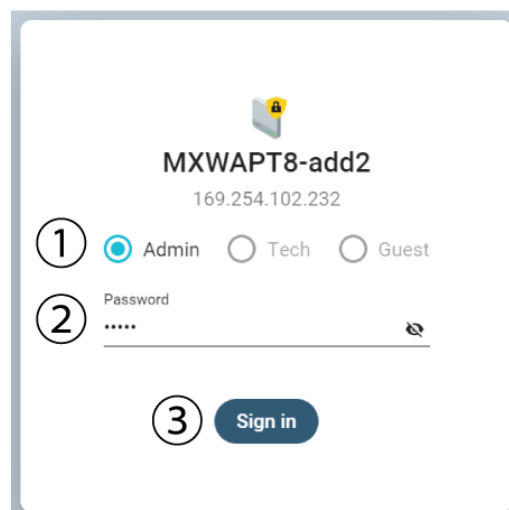 MXWAPT8-add2
169.254.102.232
1 Admin Tech Guest
Password
2 •••••
3 Sign in